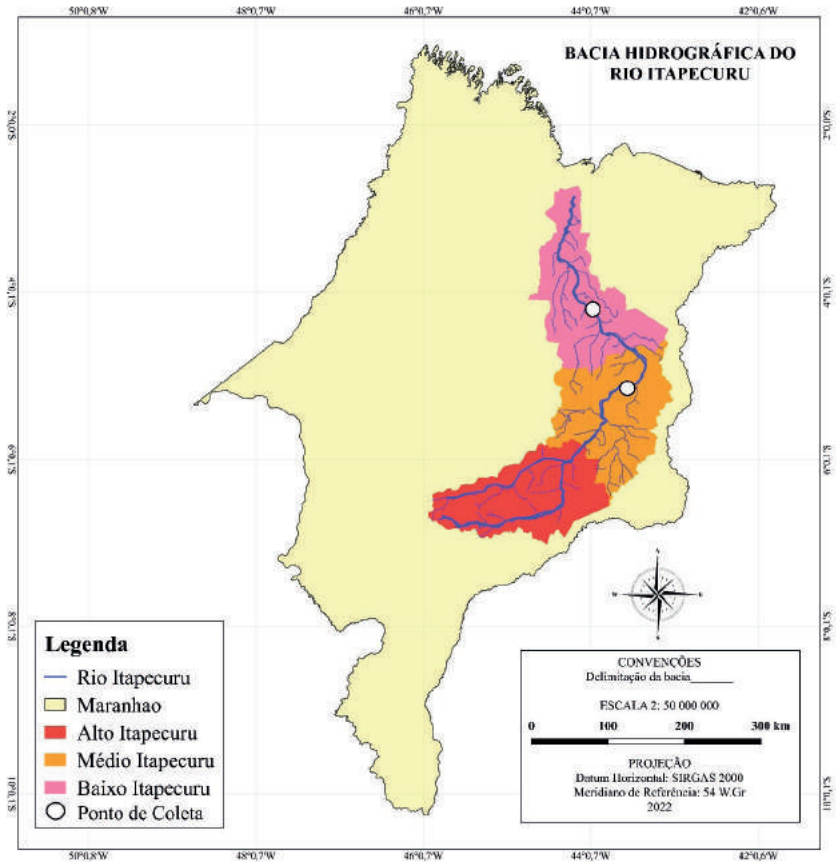 50°0,8'W 48°0,7'W 46°0,7'W 44°0,7'W 42°0,6'W
BACIA HIDROGRÁFICA DO
RIO ITAPECURU
2°0,0'S 2°0,0'S
4°0,1'S 4°0,1'S
6°0,1'S 6°0,1'S
N
W E
S
8°0,1'S 8°0,1'S
Legenda
Rio Itapecuru
Maranhao
Alto Itapecuru
Médio Itapecuru
Baixo Itapecuru
Ponto de Coleta
CONVENÇÕES
Delimitação da bacia_______
ESCALA 2: 50 000 000
0 100 200 300 km
PROJEÇÃO
Datum Horizontal: SIRGAS 2000
Meridiano de Referência: 54 W.Gr
2022
10°0,1'S 10°0,1'S
50°0,8'W 48°0,7'W 46°0,7'W 44°0,7'W 42°0,6'W